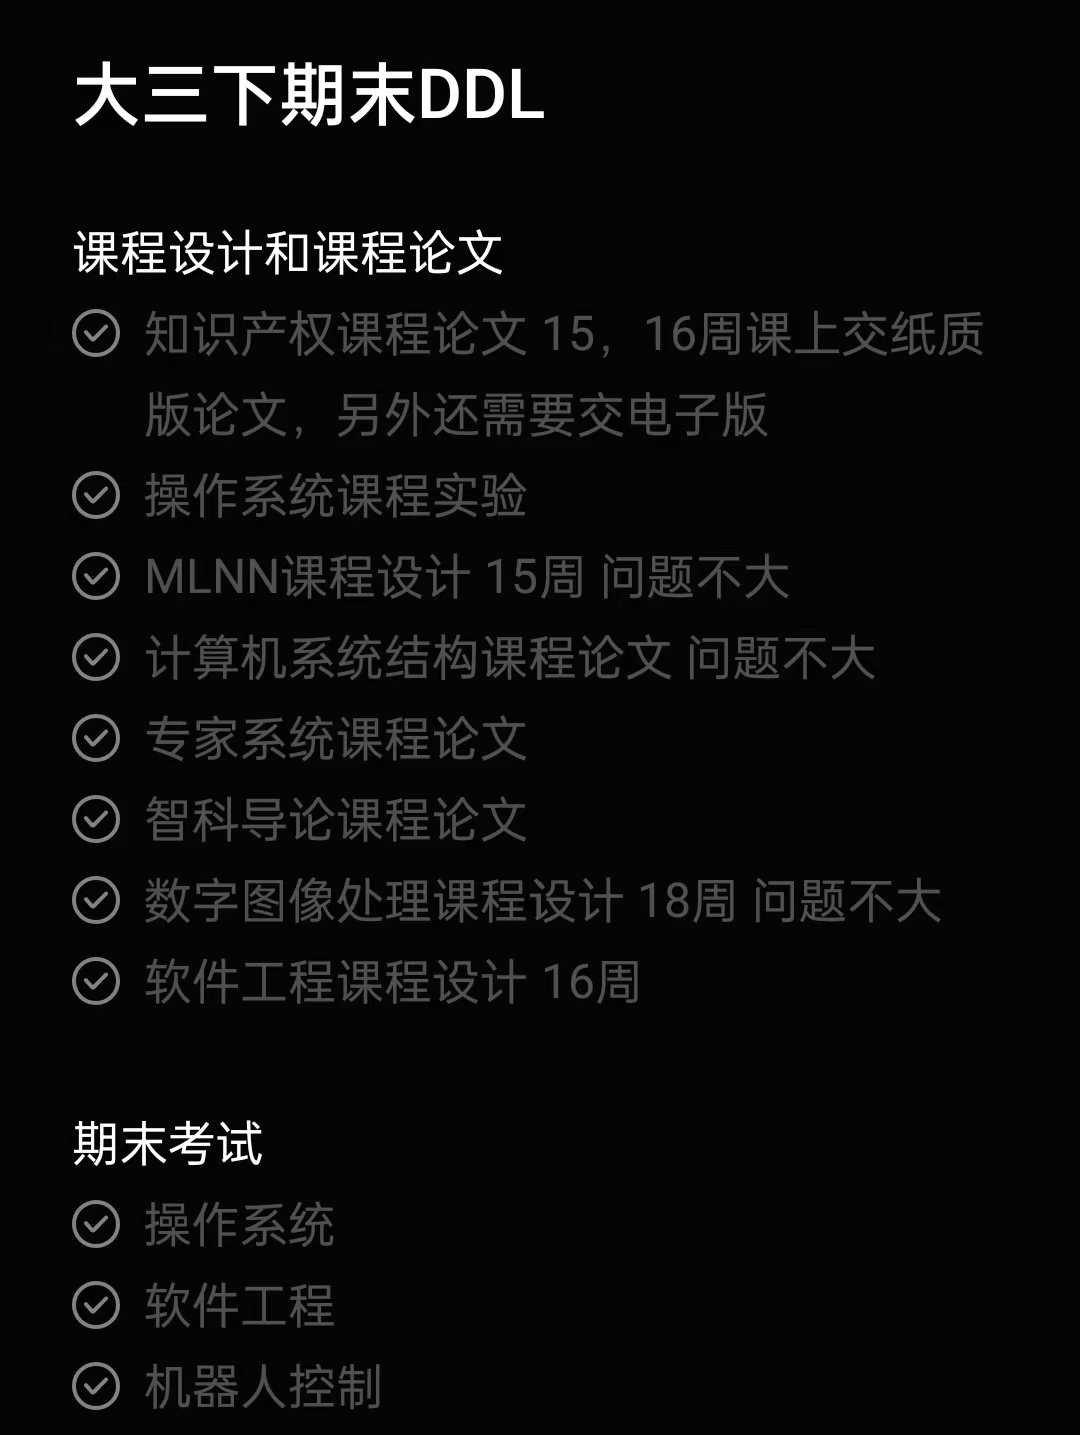 大三下期末DDL
课程设计和课程论文
知识产权课程论文 15，16周课上交纸质
版论文，另外还需要交电子版
操作系统课程实验
MLNN课程设计 15周 问题不大
计算机系统结构课程论文 问题不大
专家系统课程论文
智科导论课程论文
数字图像处理课程设计 18周 问题不大
软件工程课程设计 16周
期末考试
操作系统
软件工程
机器人控制